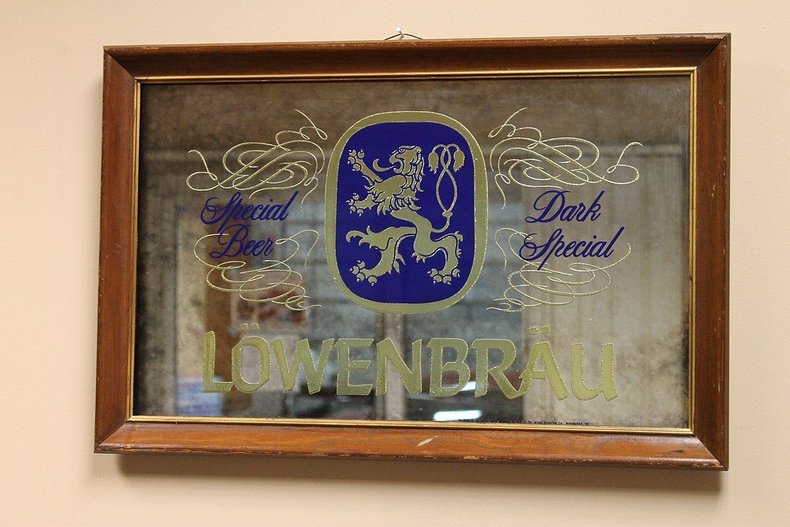 Special
Beer
Dark
Special
LÖWENBRÄU